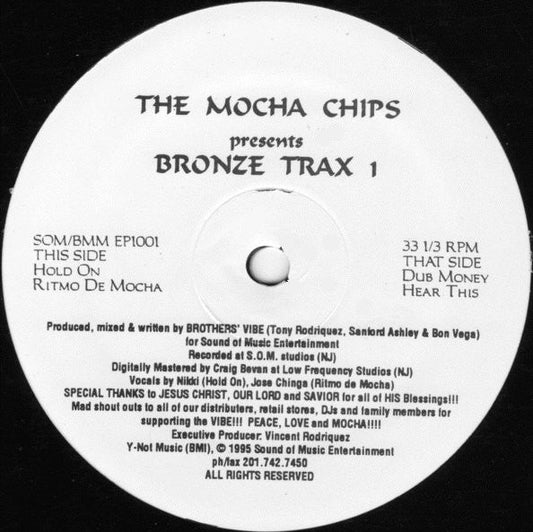 THE MOCHA CHIPS
presents
BRONZE TRAX 1
SOM/BMM EP1001
THIS SIDE
HOLD ON
RITMO DE MOCHA
33 1/3 RPM
THAT SIDE
DUB MONEY
HEAR THIS
Produced, mixed & written by BROTHERS' VIBE (Tony Rodriquez, Sanford Ashley & Bon Vega)
for Sound of Music Entertainment
Recorded at S.O.M. studios (NJ)
Digitally Mastered by Craig Bevan at Low Frequency Studios (NJ)
Vocals by Nikki (Hold On), Jose Chinga (Ritmo de Mocha)
SPECIAL THANKS to JESUS CHRIST, OUR LORD and SAVIOR for all of HIS Blessings!!!
Mad shout outs to all of our distributers, retail stores, DJs and family members for
supporting the VIBE!!! PEACE, LOVE and MOCHA!!!!
Executive Producer: Vincent Rodriquez
Y-Not Music (BMI), © 1995 Sound of Music Entertainment
ph/fax 201.742.7450
ALL RIGHTS RESERVED